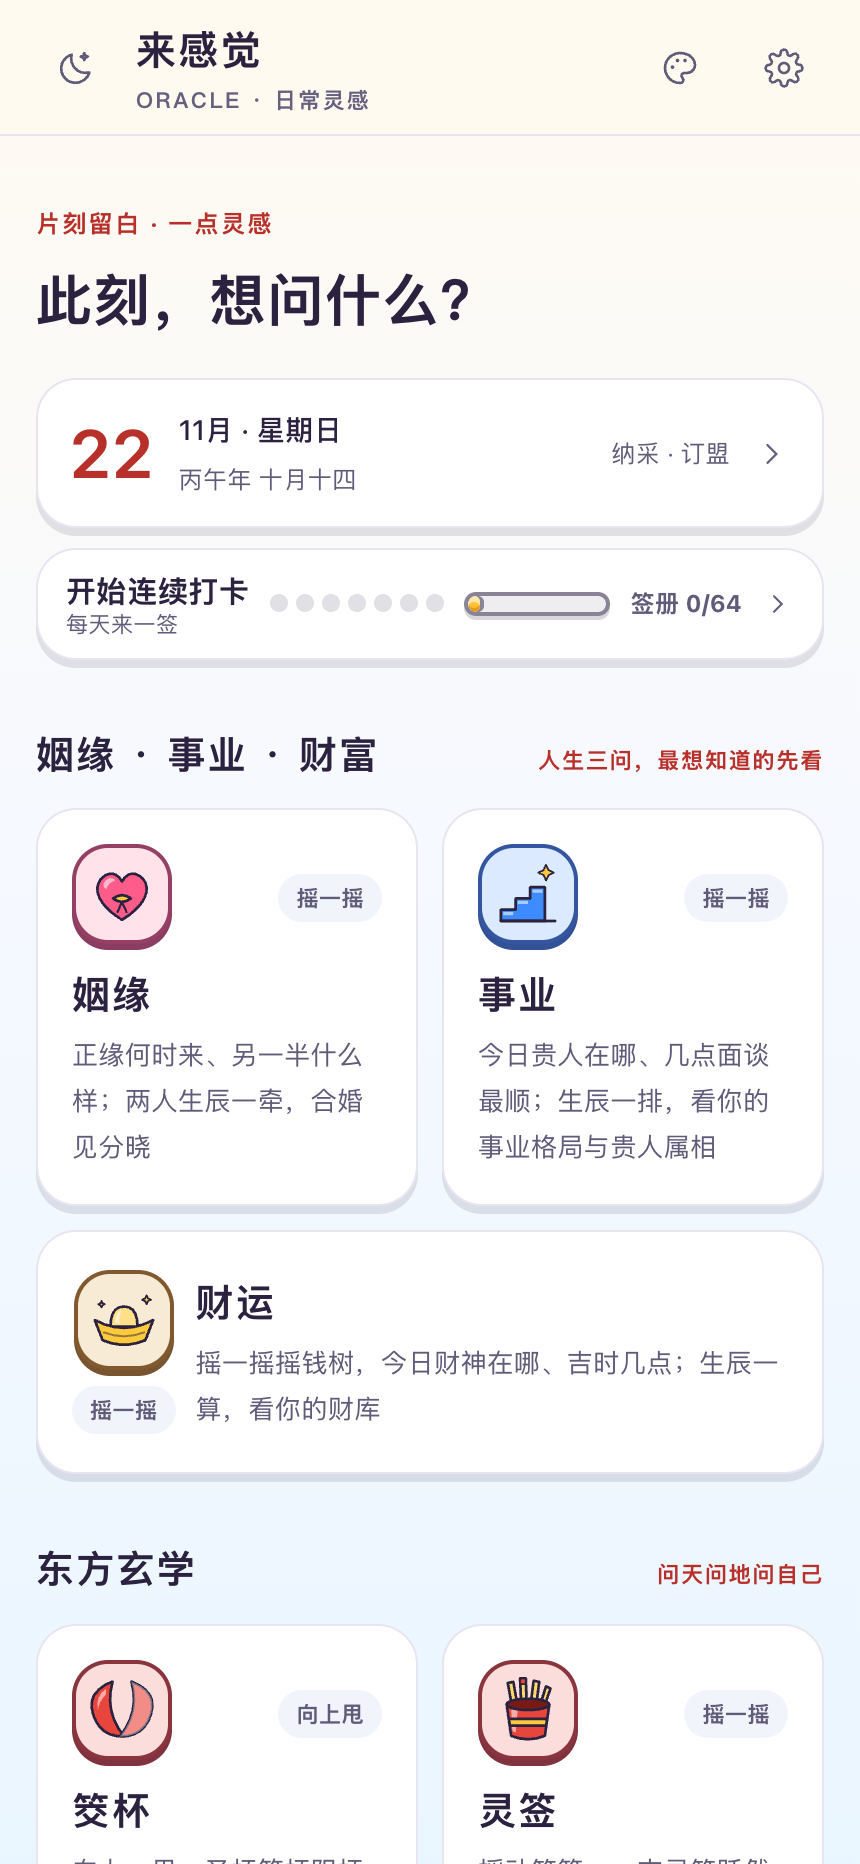 来感觉
ORACLE · 日常灵感
片刻留白 · 一点灵感
此刻，想问什么?
22
11月 · 星期日
丙午年 十月十四
纳采 · 订盟
开始连续打卡
每天来一签
签册 0/64
姻缘 · 事业 · 财富
人生三问，最想知道的先看
摇一摇
姻缘
正缘何时来、另一半什么
样；两人生辰一牵，合婚
见分晓
摇一摇
事业
今日贵人在哪、几点面谈
最顺；生辰一排，看你的
事业格局与贵人属相
财运
摇一摇摇钱树，今日财神在哪、吉时几点；生辰一
算，看你的财库
摇一摇
东方玄学
问天问地问自己
向上甩
筊杯
摇一摇
灵签